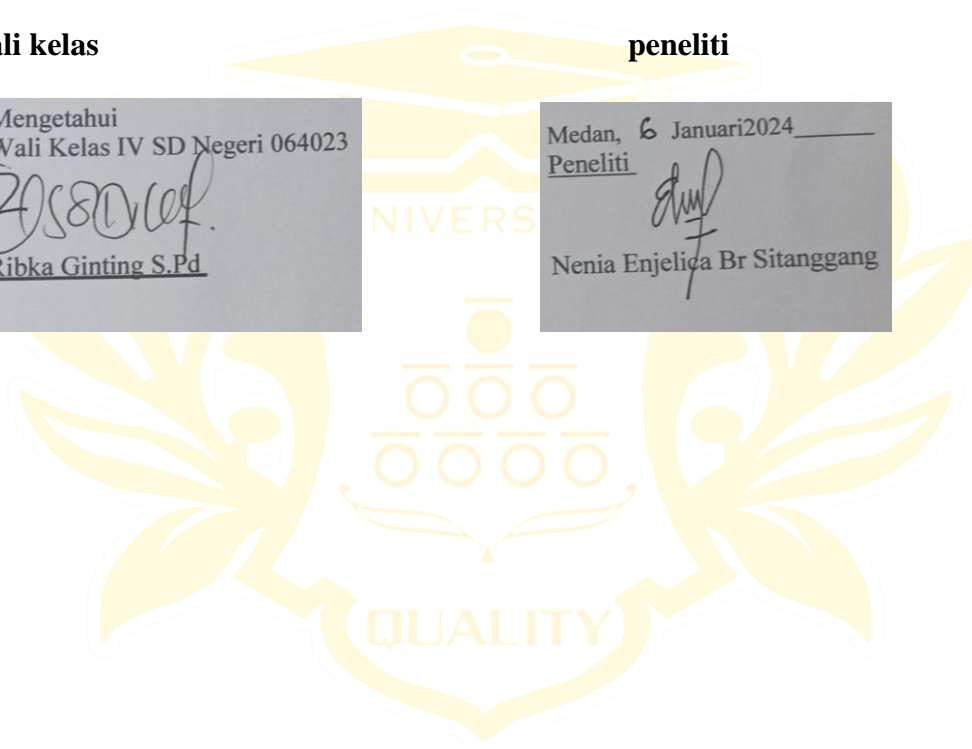 ali kelas
peneliti
Mengetahui
Wali Kelas IV SD Negeri 064023
Ribka Ginting S.Pd
Medan, 6 Januari2024
Peneliti
Nenia Enjelica Br Sitanggang
NIVERS
QUALITY